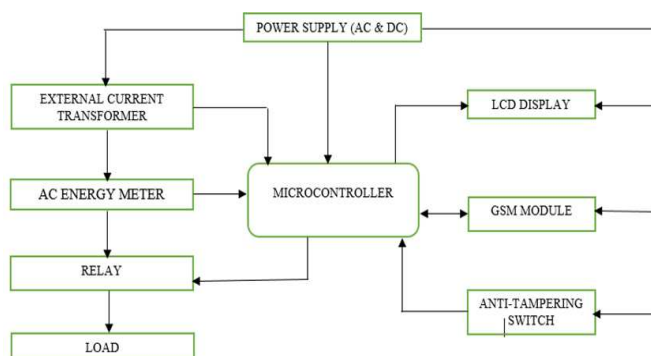 POWER SUPPLY (AC & DC)
EXTERNAL CURRENT
TRANSFORMER
LCD DISPLAY
AC ENERGY METER
MICROCONTROLLER
GSM MODULE
RELAY
ANTI-TAMPERING
SWITCH
LOAD